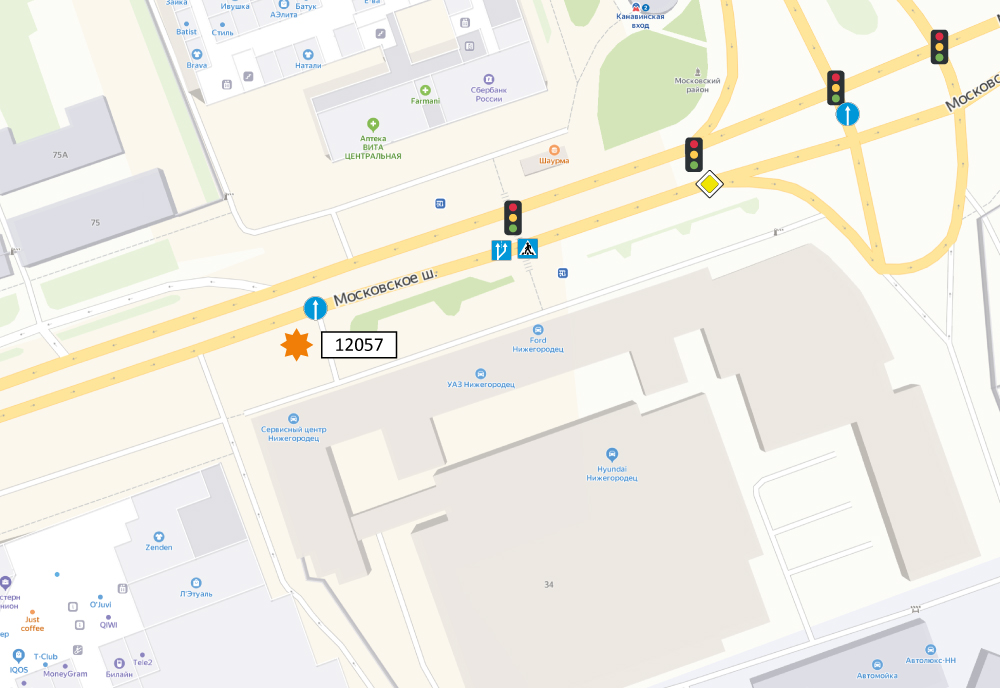 Зайка
Ивушка
АЭлита
Батук
Е-ва
Канавинская
вход
2
Batist
Стиль
Brava
Натали
Московский
район
Farmani
Сбербанк
России
Аптека
ВИТА
ЦЕНТРАЛЬНАЯ
Шаурма
75А
75
Московское ш.
12057
Ford
Нижегородец
УАЗ Нижегородец
Сервисный центр
Нижегородец
Hyundai
Нижегородец
Zenden
Л'Этуаль
34
O'Juvi
QIWI
Just
coffee
T-Club
IQOS
MoneyGram
Билайн
Tele2
Автомойка
Автолюкс-НН